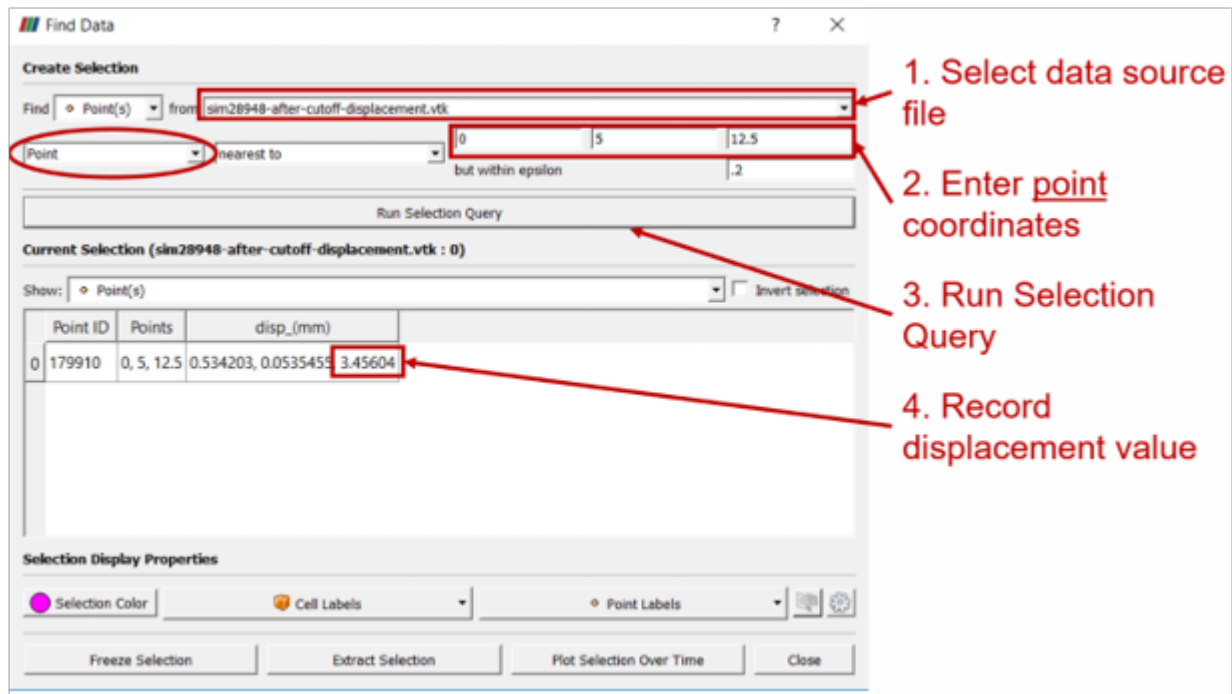 Find Data
? ×
Create Selection
Find Point(s) from sim28948-after-cutoff-displacement.vtk
Point nearest to 0 5 12.5
but within epsilon .2
Run Selection Query
Current Selection (sim28948-after-cutoff-displacement.vtk : 0)
Show: Point(s) Invert selection
Point ID Points disp_(mm)
0 179910 0, 5, 12.5 0.534203, 0.0535455 3.45604
Selection Display Properties
Selection Color Cell Labels Point Labels
Freeze Selection Extract Selection Plot Selection Over Time Close
1. Select data source
file
2. Enter point
coordinates
3. Run Selection
Query
4. Record
displacement value